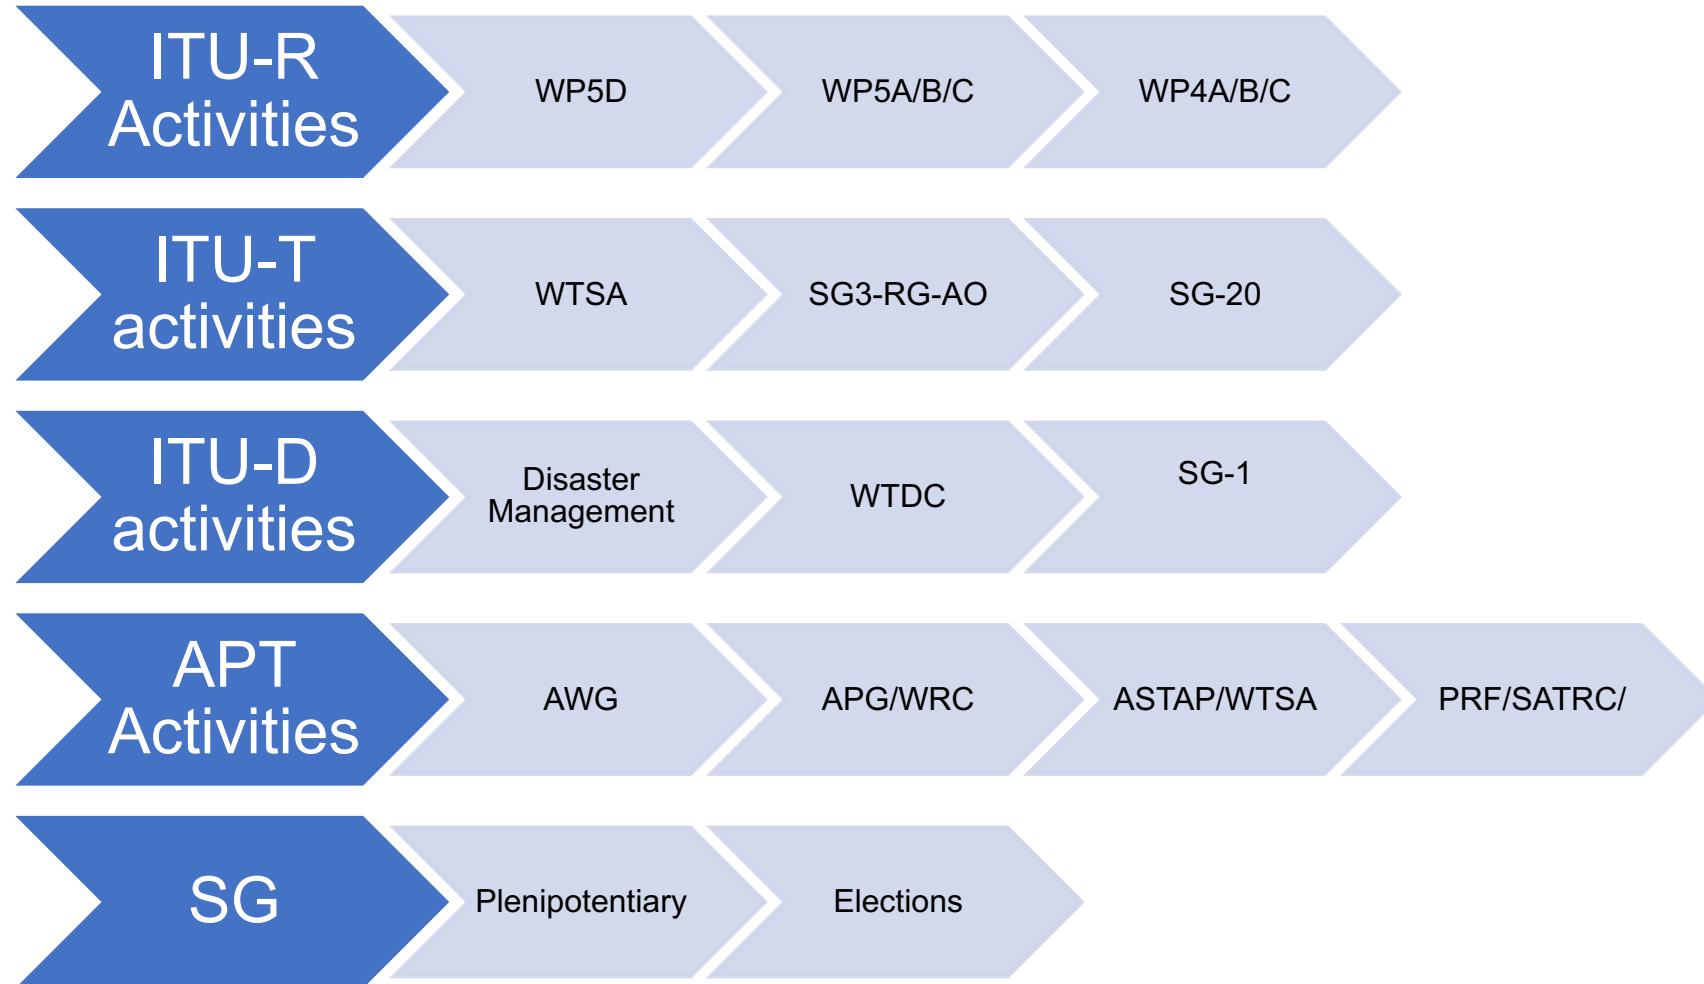 ITU-R
Activities
WP5D
WP5A/B/C
WP4A/B/C
ITU-T
activities
WTSA
SG3-RG-AO
SG-20
ITU-D
activities
Disaster
Management
WTDC
SG-1
APT
Activities
AWG
APG/WRC
ASTAP/WTSA
PRF/SATRC/
SG
Plenipotentiary
Elections